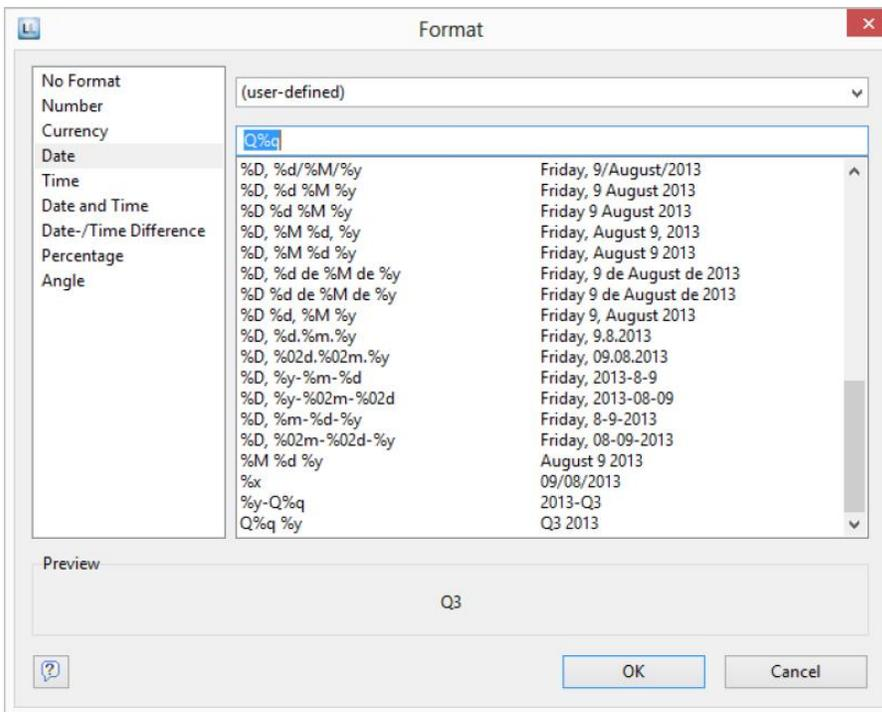 LL
Format
No Format
Number
Currency
Date
Time
Date and Time
Date-/Time Difference
Percentage
Angle
(user-defined)
Q%q
%D, %d/%M/%y Friday, 9/August/2013
%D, %d %M %y Friday, 9 August 2013
%D %d %M %y Friday 9 August 2013
%D, %M %d, %y Friday, August 9, 2013
%D, %M %d %y Friday, August 9 2013
%D, %d de %M de %y Friday, 9 de August de 2013
%D %d de %M de %y Friday 9 de August de 2013
%D %d, %M %y Friday 9, August 2013
%D, %d.%m.%y Friday, 9.8.2013
%D, %02d.%02m.%y Friday, 09.08.2013
%D, %y-%m-%d Friday, 2013-8-9
%D, %y-%02m-%02d Friday, 2013-08-09
%D, %m-%d-%y Friday, 8-9-2013
%D, %02m-%02d-%y Friday, 08-09-2013
%M %d %y August 9 2013
%x 09/08/2013
%y-Q%q 2013-Q3
Q%q %y Q3 2013
Preview
Q3
?
OK
Cancel